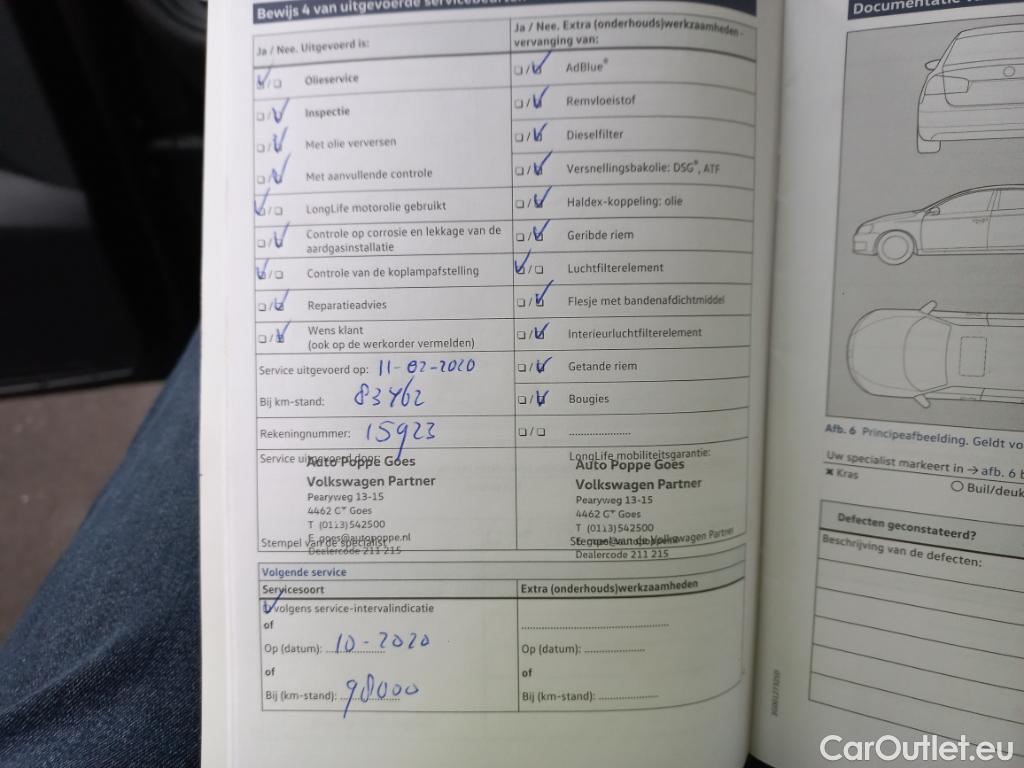 Bewijs 4 van uitgevoerde servicebeurten
Ja / Nee. Uitgevoerd is:
☑/☐ Olieservice
☐/☑ Inspectie
☐/☑ Met olie verversen
☐/☑ Met aanvullende controle
☑/☐ LongLife motorolie gebruikt
☐/☑ Controle op corrosie en lekkage van de
aardgasinstallatie
☑/☐ Controle van de koplampafstelling
☐/☑ Reparatieadvies
☐/☑ Wens klant
(ook op de werkorder vermelden)
Service uitgevoerd op: 11-02-2020
Bij km-stand: 83462
Rekeningnummer: 15923
Service uitgevoerd door:
Auto Poppe Goes
Volkswagen Partner
Pearyweg 13-15
4462 GT Goes
T (0113)542500
E goes@autopoppe.nl
Stempel van de specialist
Dealercode 211 215
Ja / Nee. Extra (onderhouds)werkzaamheden -
vervanging van:
☐/☑ AdBlue®
☐/☑ Remvloeistof
☐/☑ Dieselfilter
☐/☑ Versnellingsbakolie: DSG®, ATF
☐/☑ Haldex-koppeling: olie
☐/☑ Geribde riem
☑/☐ Luchtfilterelement
☐/☑ Flesje met bandenafdichtmiddel
☐/☑ Interieurluchtfilterelement
☐/☑ Getande riem
☐/☑ Bougies
☐/☐ .....................
LongLife mobiliteitsgarantie:
Auto Poppe Goes
Volkswagen Partner
Pearyweg 13-15
4462 GT Goes
T (0113)542500
Stempel van de Volkswagen Partner
Dealercode 211 215
Volgende service
Servicesoort
☑ volgens service-intervalindicatie
of
Op (datum): 10-2020
of
Bij (km-stand): 98000
Extra (onderhouds)werkzaamheden
Op (datum): .....................
of
Bij (km-stand): .....................
Documentatie
Afb. 6 Principeafbeelding. Geldt
Uw specialist markeert in → afb. 6
✖ Kras
○ Buil/deuk
Defecten geconstateerd?
Beschrijving van de defecten:
CarOutlet.eu